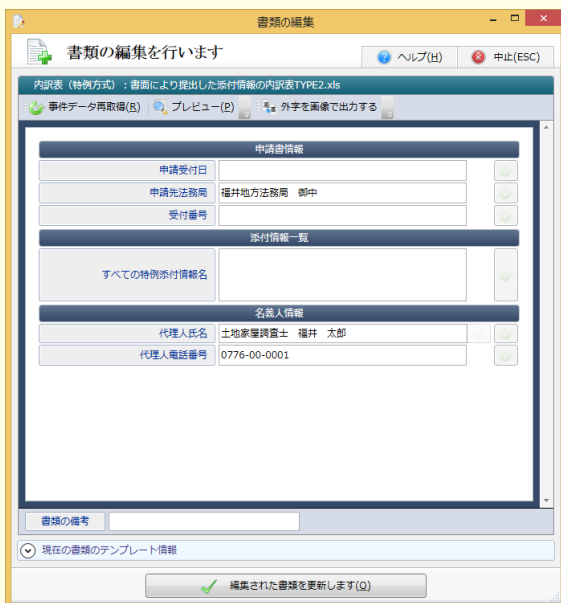 書類の編集
書類の編集を行います
ヘルプ(H)
中止(ESC)
内訳表（特例方式）：書面により提出した添付情報の内訳表TYPE2.xls
事件データ再取得(R)
プレビュー(P)
外字を画像で出力する
申請書情報
申請受付日
申請先法務局 福井地方法務局　御中
受付番号
添付情報一覧
すべての特例添付情報名
名義人情報
代理人氏名 土地家屋調査士　福井　太郎
代理人電話番号 0776-00-0001
書類の備考
現在の書類のテンプレート情報
編集された書類を更新します(O)